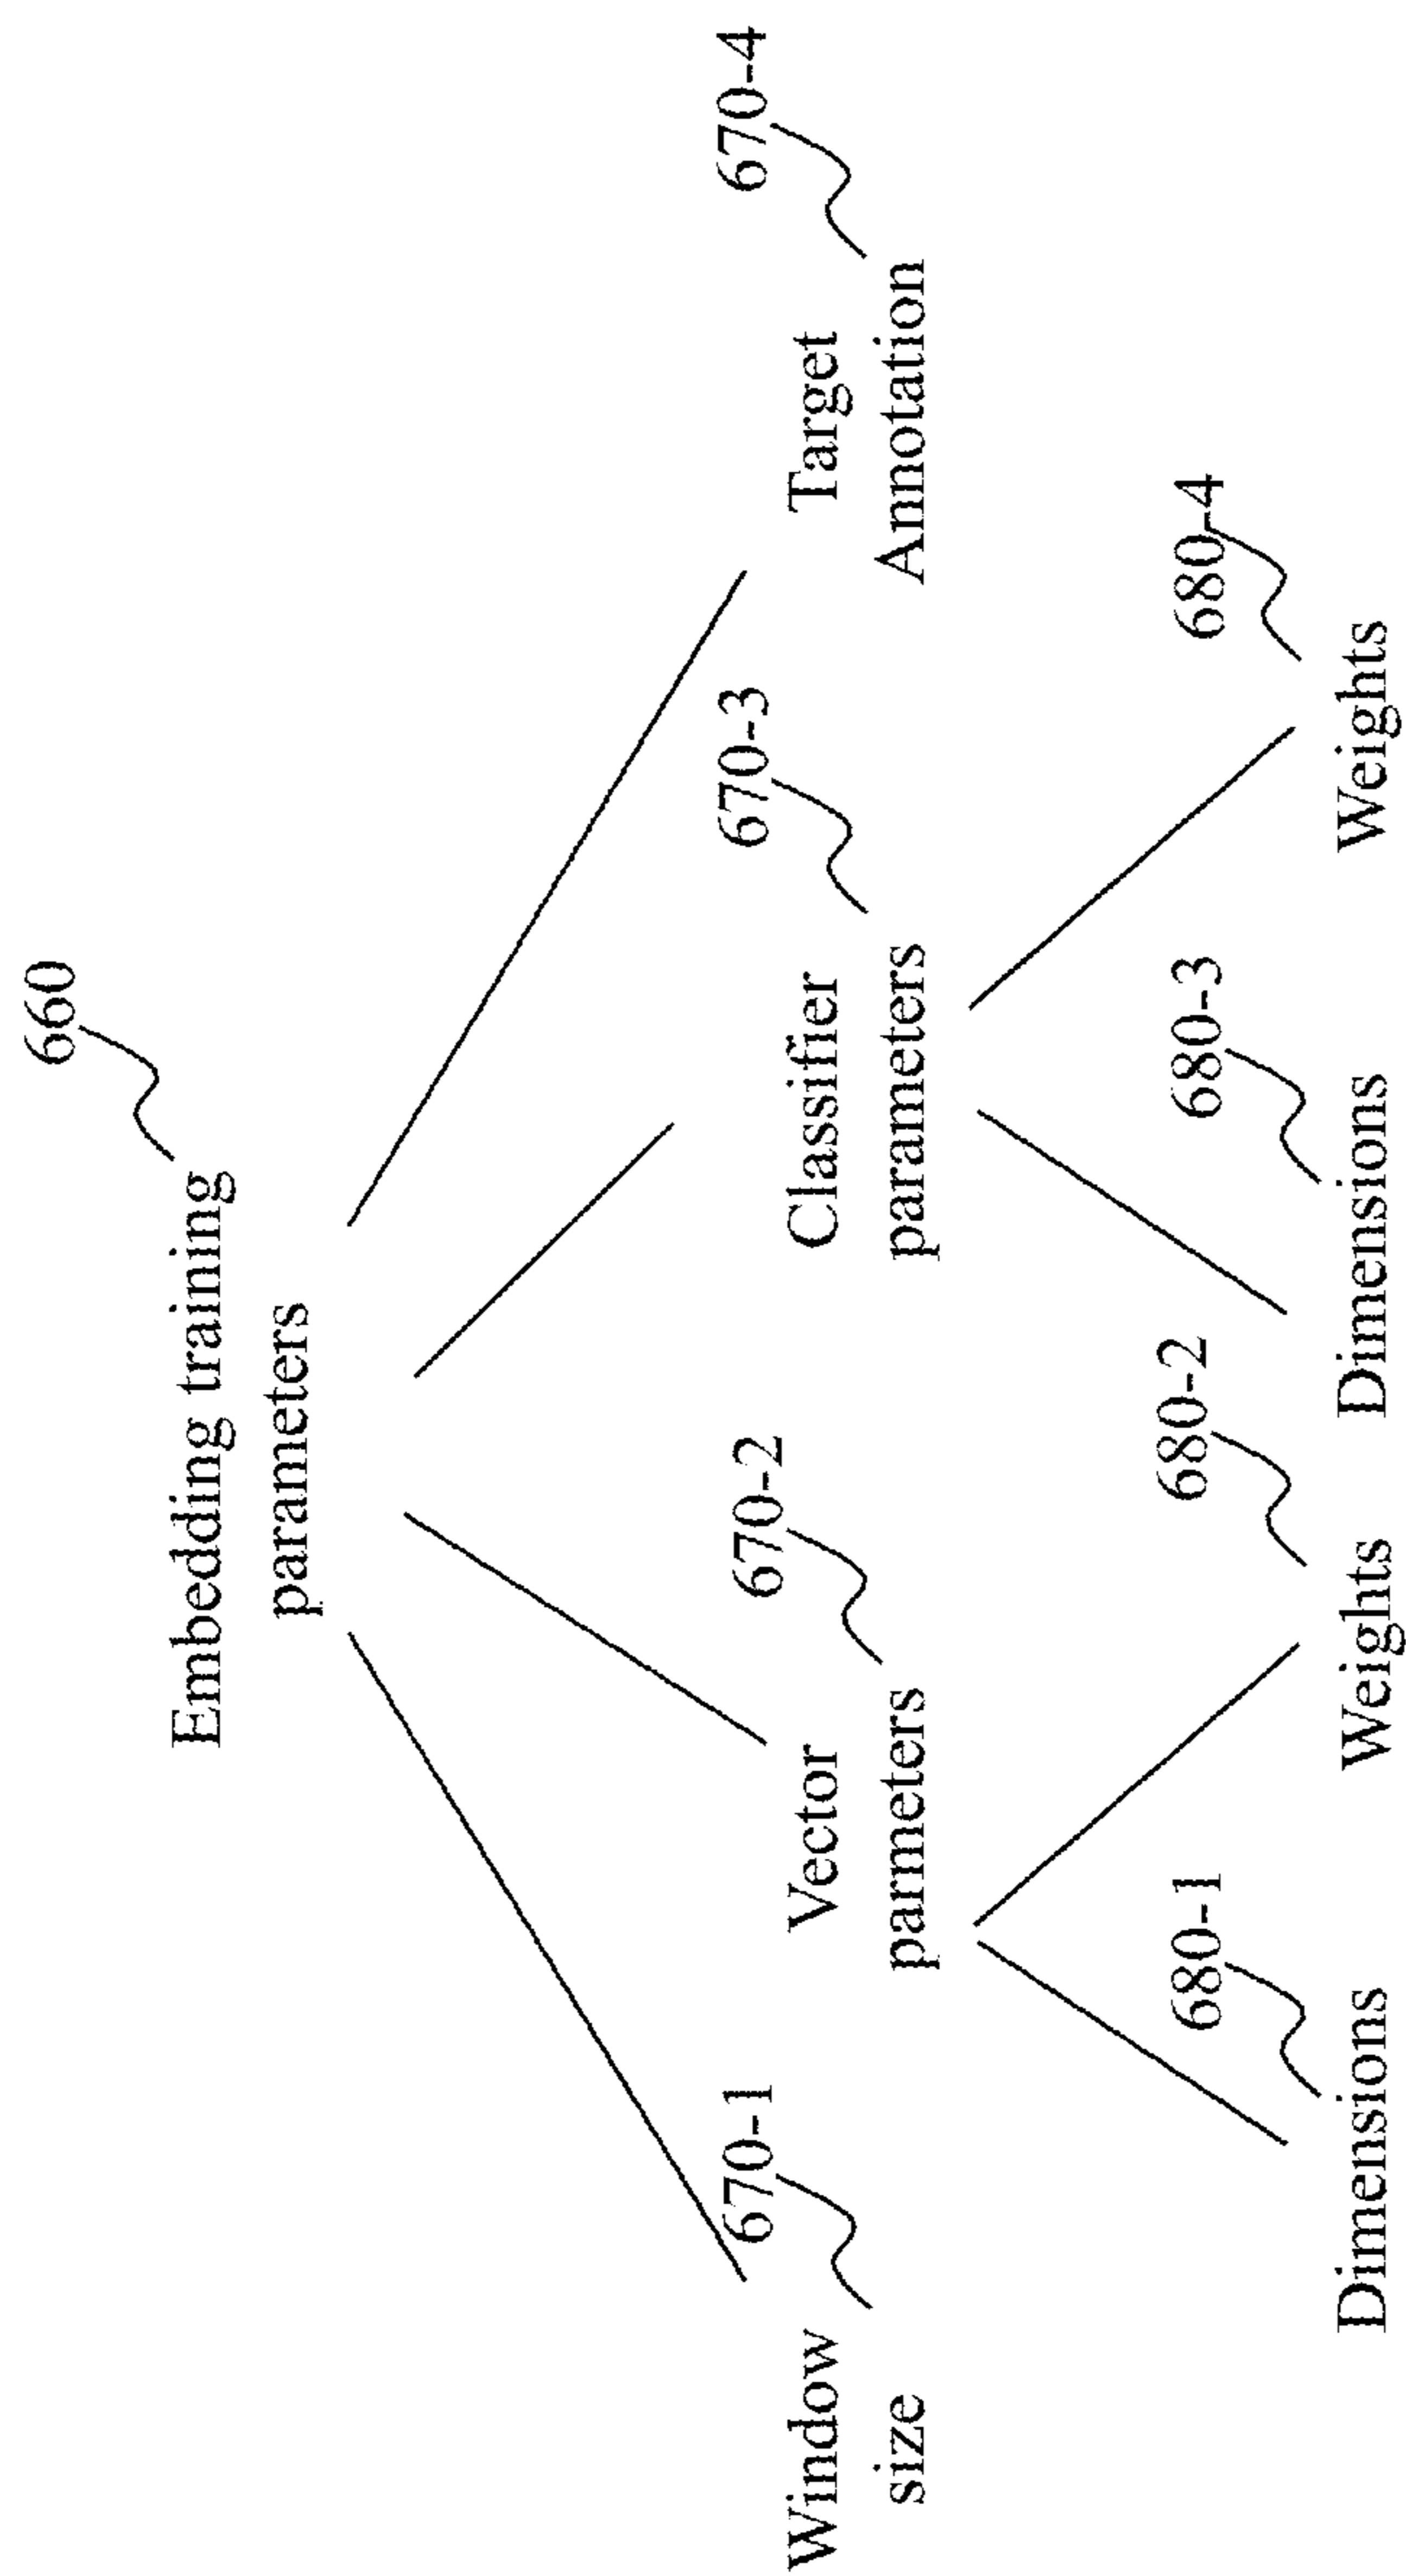 660
Embedding training
parameters
670-1
670-2
670-3
670-4
Window
size
Vector
parmeters
Classifier
parameters
Target
Annotation
680-1
680-2
680-3
680-4
Dimensions
Weights
Dimensions
Weights